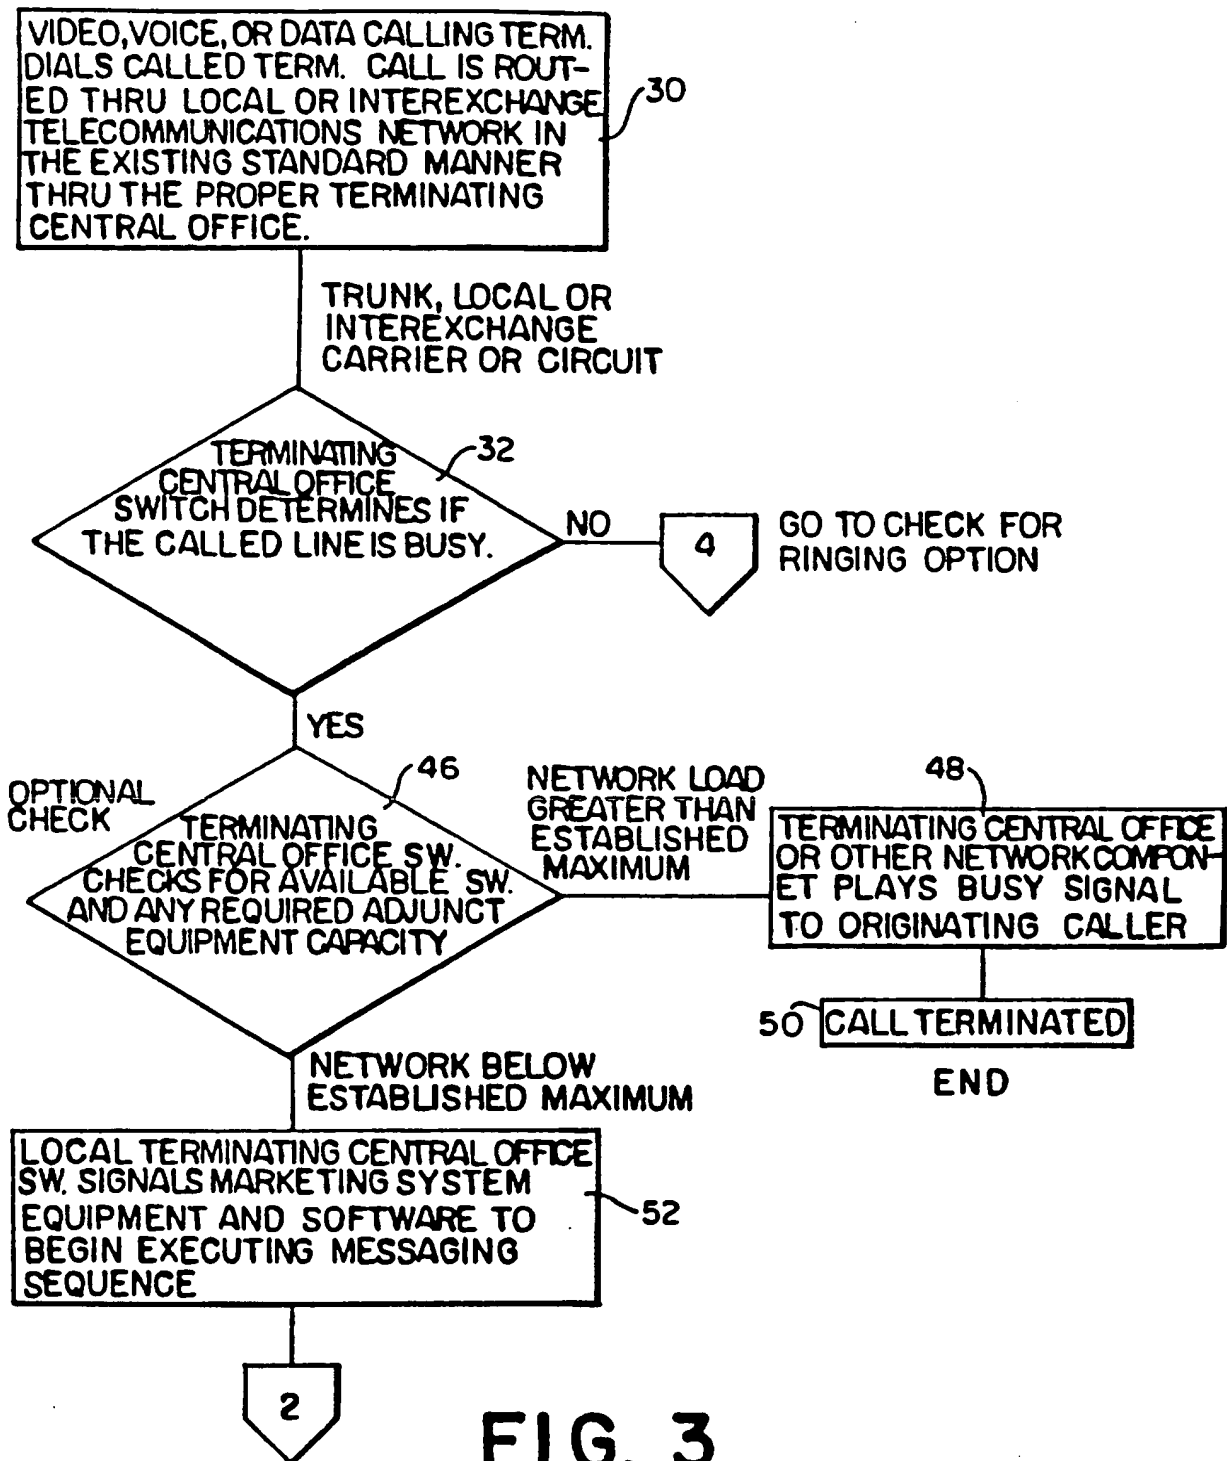 VIDEO, VOICE, OR DATA CALLING TERM.
DIALS CALLED TERM. CALL IS ROUT-
ED THRU LOCAL OR INTEREXCHANGE
TELECOMMUNICATIONS NETWORK IN
THE EXISTING STANDARD MANNER
THRU THE PROPER TERMINATING
CENTRAL OFFICE.
30
TRUNK, LOCAL OR
INTEREXCHANGE
CARRIER OR CIRCUIT
TERMINATING
CENTRAL OFFICE
SWITCH DETERMINES IF
THE CALLED LINE IS BUSY.
32
NO
4
GO TO CHECK FOR
RINGING OPTION
YES
OPTIONAL
CHECK
46
TERMINATING
CENTRAL OFFICE SW.
CHECKS FOR AVAILABLE SW.
AND ANY REQUIRED ADJUNCT
EQUIPMENT CAPACITY
NETWORK LOAD
GREATER THAN
ESTABLISHED
MAXIMUM
48
TERMINATING CENTRAL OFFICE
OR OTHER NETWORK COMPON-
ET PLAYS BUSY SIGNAL
TO ORIGINATING CALLER
50
CALL TERMINATED
END
NETWORK BELOW
ESTABLISHED MAXIMUM
LOCAL TERMINATING CENTRAL OFFICE
SW. SIGNALS MARKETING SYSTEM
EQUIPMENT AND SOFTWARE TO
BEGIN EXECUTING MESSAGING
SEQUENCE
52
2
FIG. 3